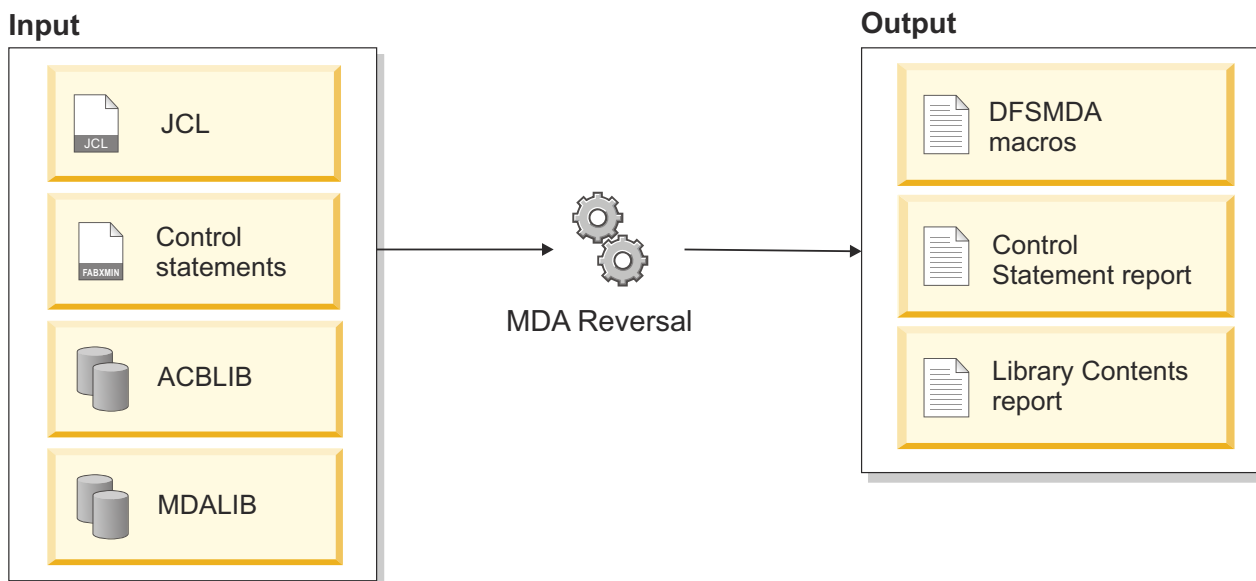 Input
JCL
JCL
Control
statements
FABXMIN
ACBLIB
MDALIB
MDA Reversal
Output
DFSMDA
macros
Control
Statement report
Library Contents
report